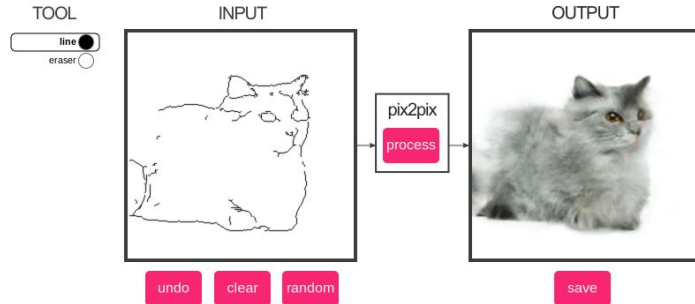 TOOL
line
eraser
INPUT
undo clear random
pix2pix
process
OUTPUT
save